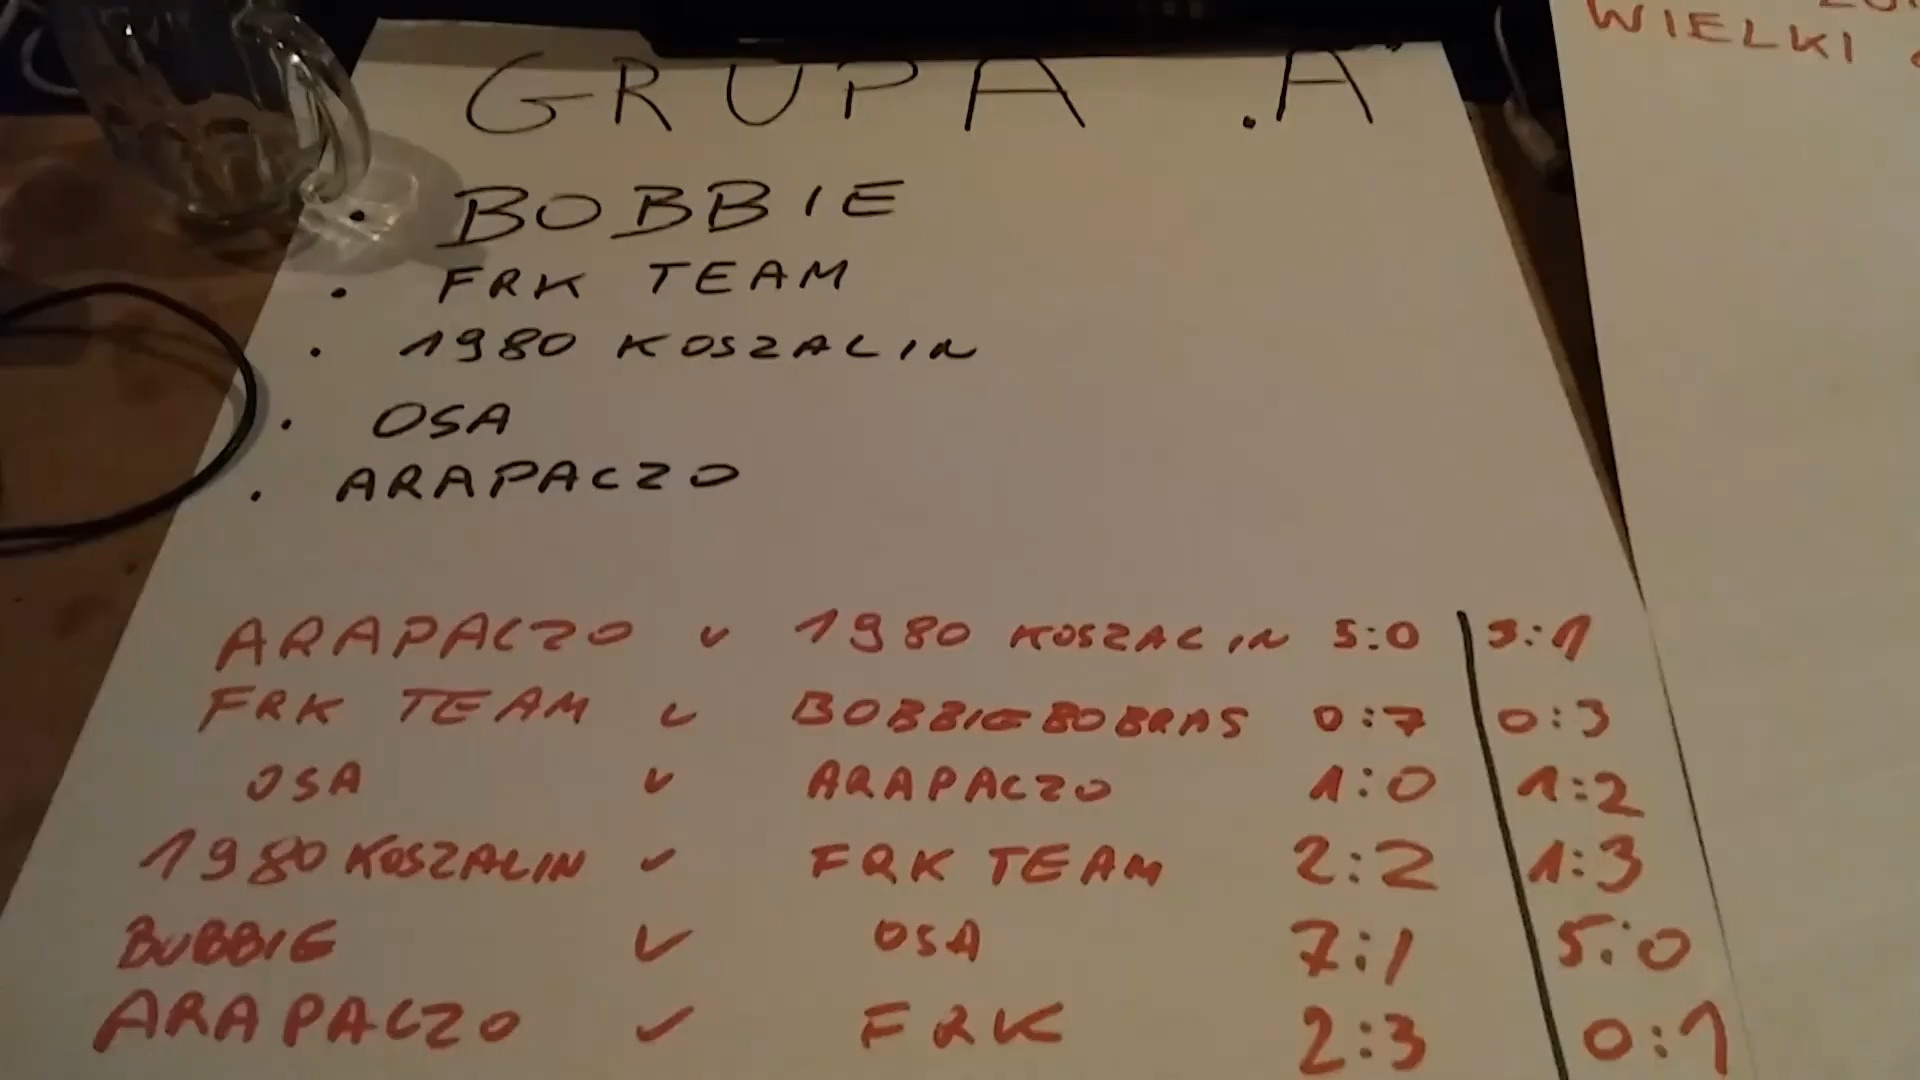 GRUPA "A"
• BOBBIE
• FRK TEAM
• 1980 KOSZALIN
• OSA
• ARAPACZO
ARAPACZO v 1980 KOSZALIN 5:0 | 3:1
FRK TEAM v BOBBIEBOBRAS 0:7 | 0:3
OSA v ARAPACZO 1:0 | 1:2
1980 KOSZALIN v FRK TEAM 2:2 | 1:3
BUBBIE v OSA 7:1 | 5:0
ARAPACZO v FRK 2:3 | 0:1
WIELKI